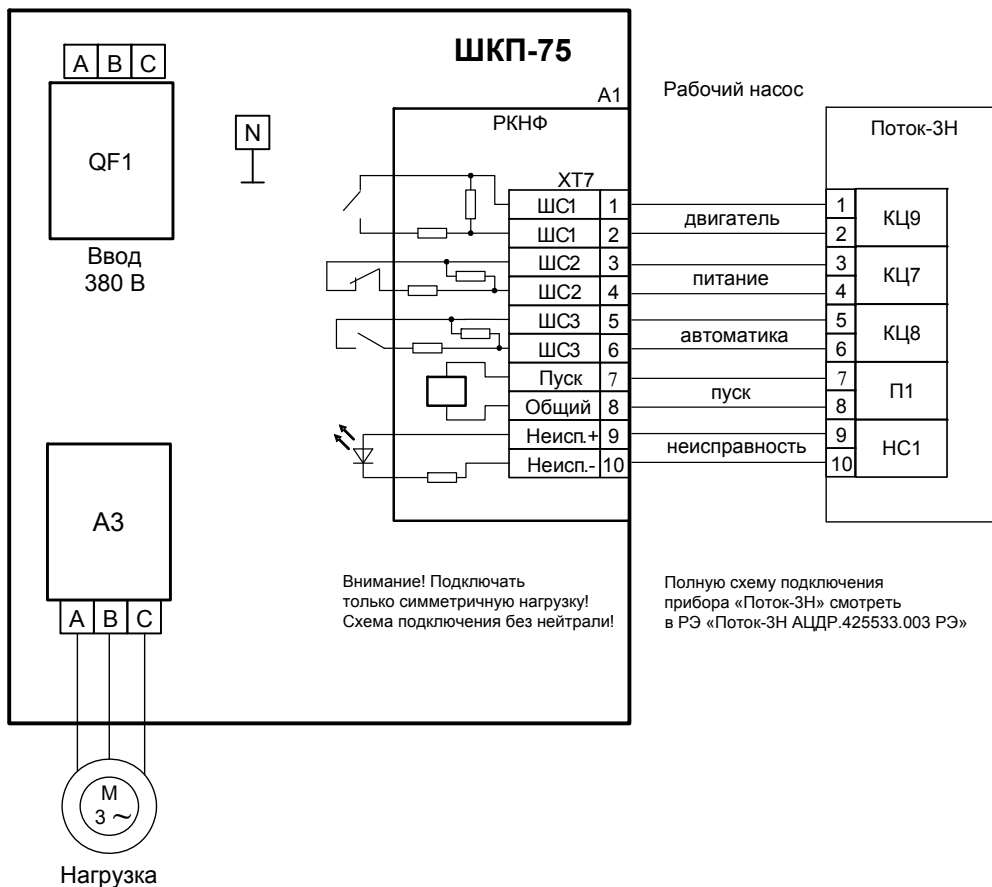 ШКП-75
A B C
QF1
Ввод
380 В
N
A1
РКНФ
XT7
ШС1 1
ШС1 2
ШС2 3
ШС2 4
ШС3 5
ШС3 6
Пуск 7
Общий 8
Неисп.+ 9
Неисп.- 10
Рабочий насос
двигатель
питание
автоматика
пуск
неисправность
Поток-3Н
1
2
КЦ9
3
4
КЦ7
5
6
КЦ8
7
8
П1
9
10
НС1
A3
A B C
Внимание! Подключать
только симметричную нагрузку!
Схема подключения без нейтрали!
Полную схему подключения
прибора «Поток-3Н» смотреть
в РЭ «Поток-3Н АЦДР.425533.003 РЭ»
М
3 ~
Нагрузка